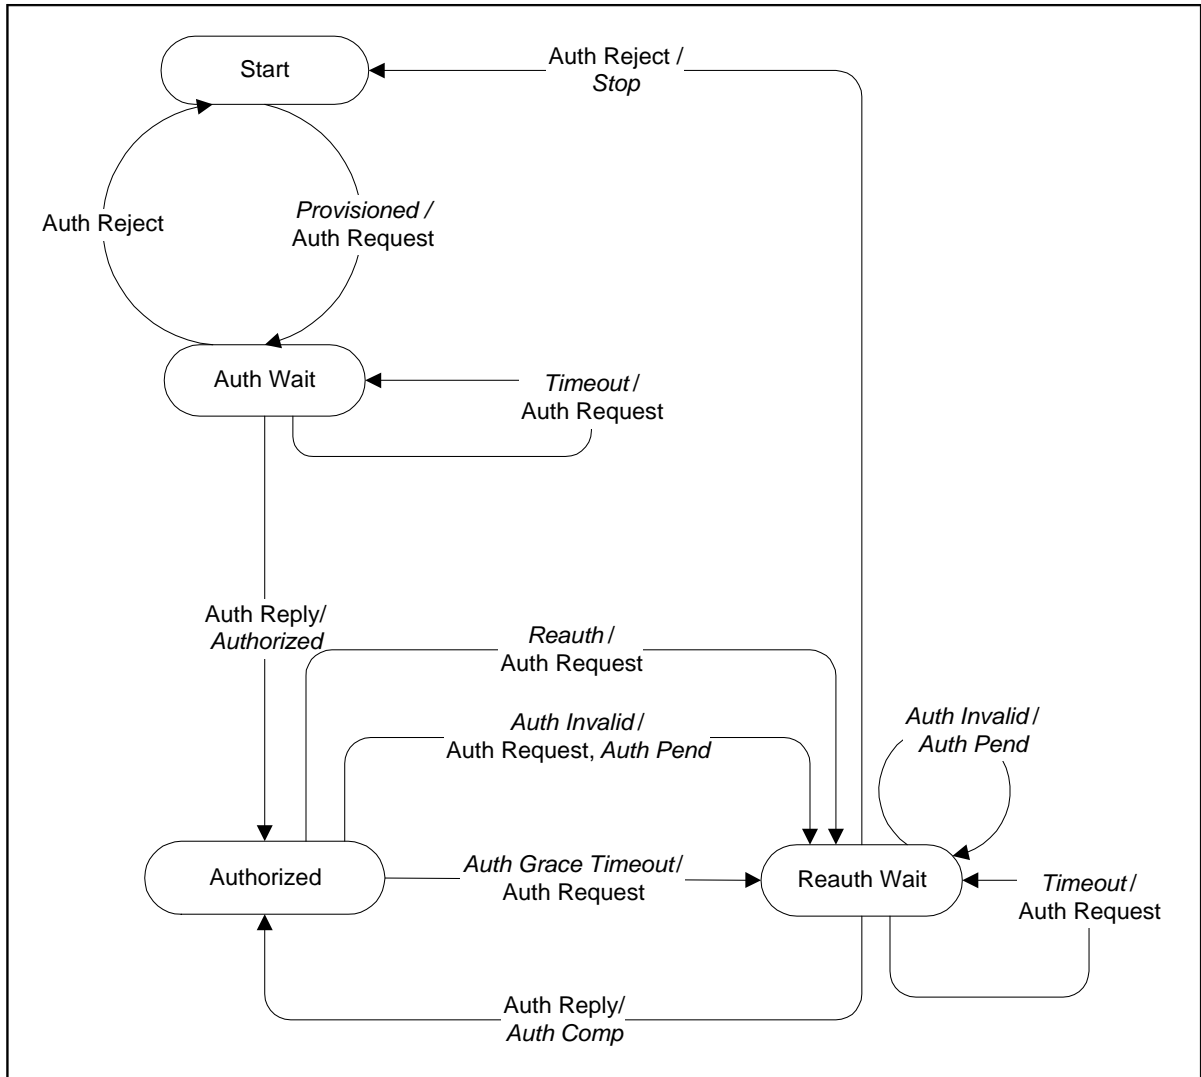 Start
Auth Reject /
Stop
Auth Reject
Provisioned /
Auth Request
Auth Wait
Timeout /
Auth Request
Auth Reply/
Authorized
Reauth /
Auth Request
Auth Invalid /
Auth Request, Auth Pend
Auth Invalid /
Auth Pend
Authorized
Auth Grace Timeout/
Auth Request
Reauth Wait
Timeout /
Auth Request
Auth Reply/
Auth Comp